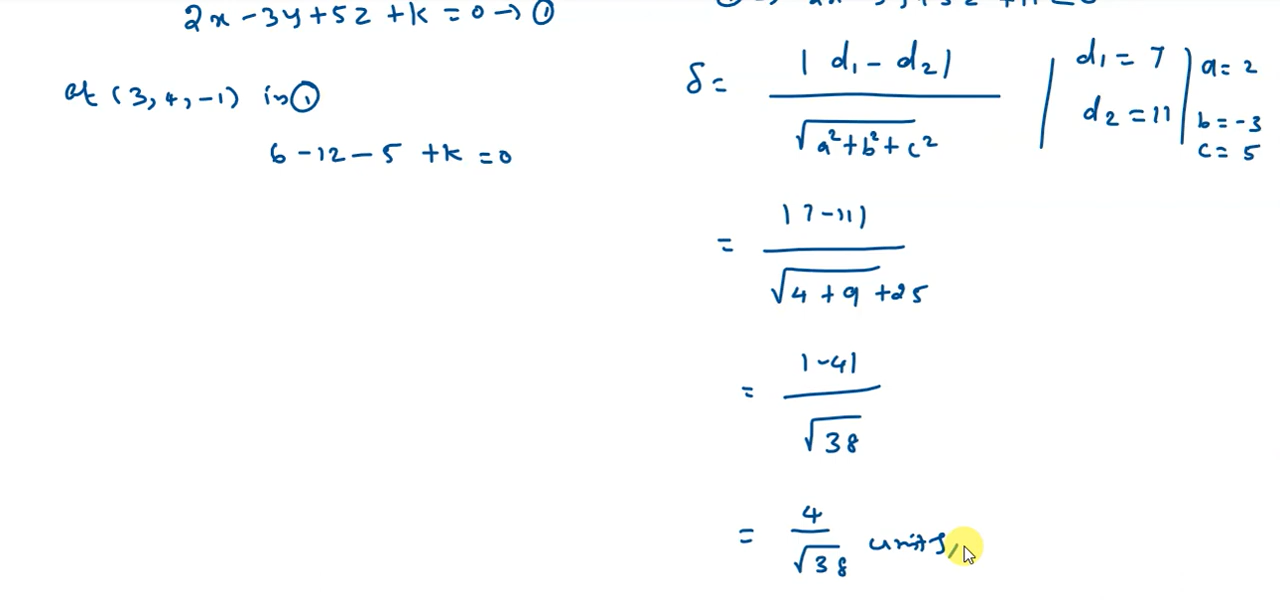 2x - 3y + 5z + k = 0 → ①
at (3, 4, -1) in ①
6 - 12 - 5 + k = 0
δ = |d₁ - d₂| / √a²+b²+c²
d₁ = 7
d₂ = 11
a = 2
b = -3
c = 5
= |7-11| / √4+9+25
= |-4| / √38
= 4 / √38 units,